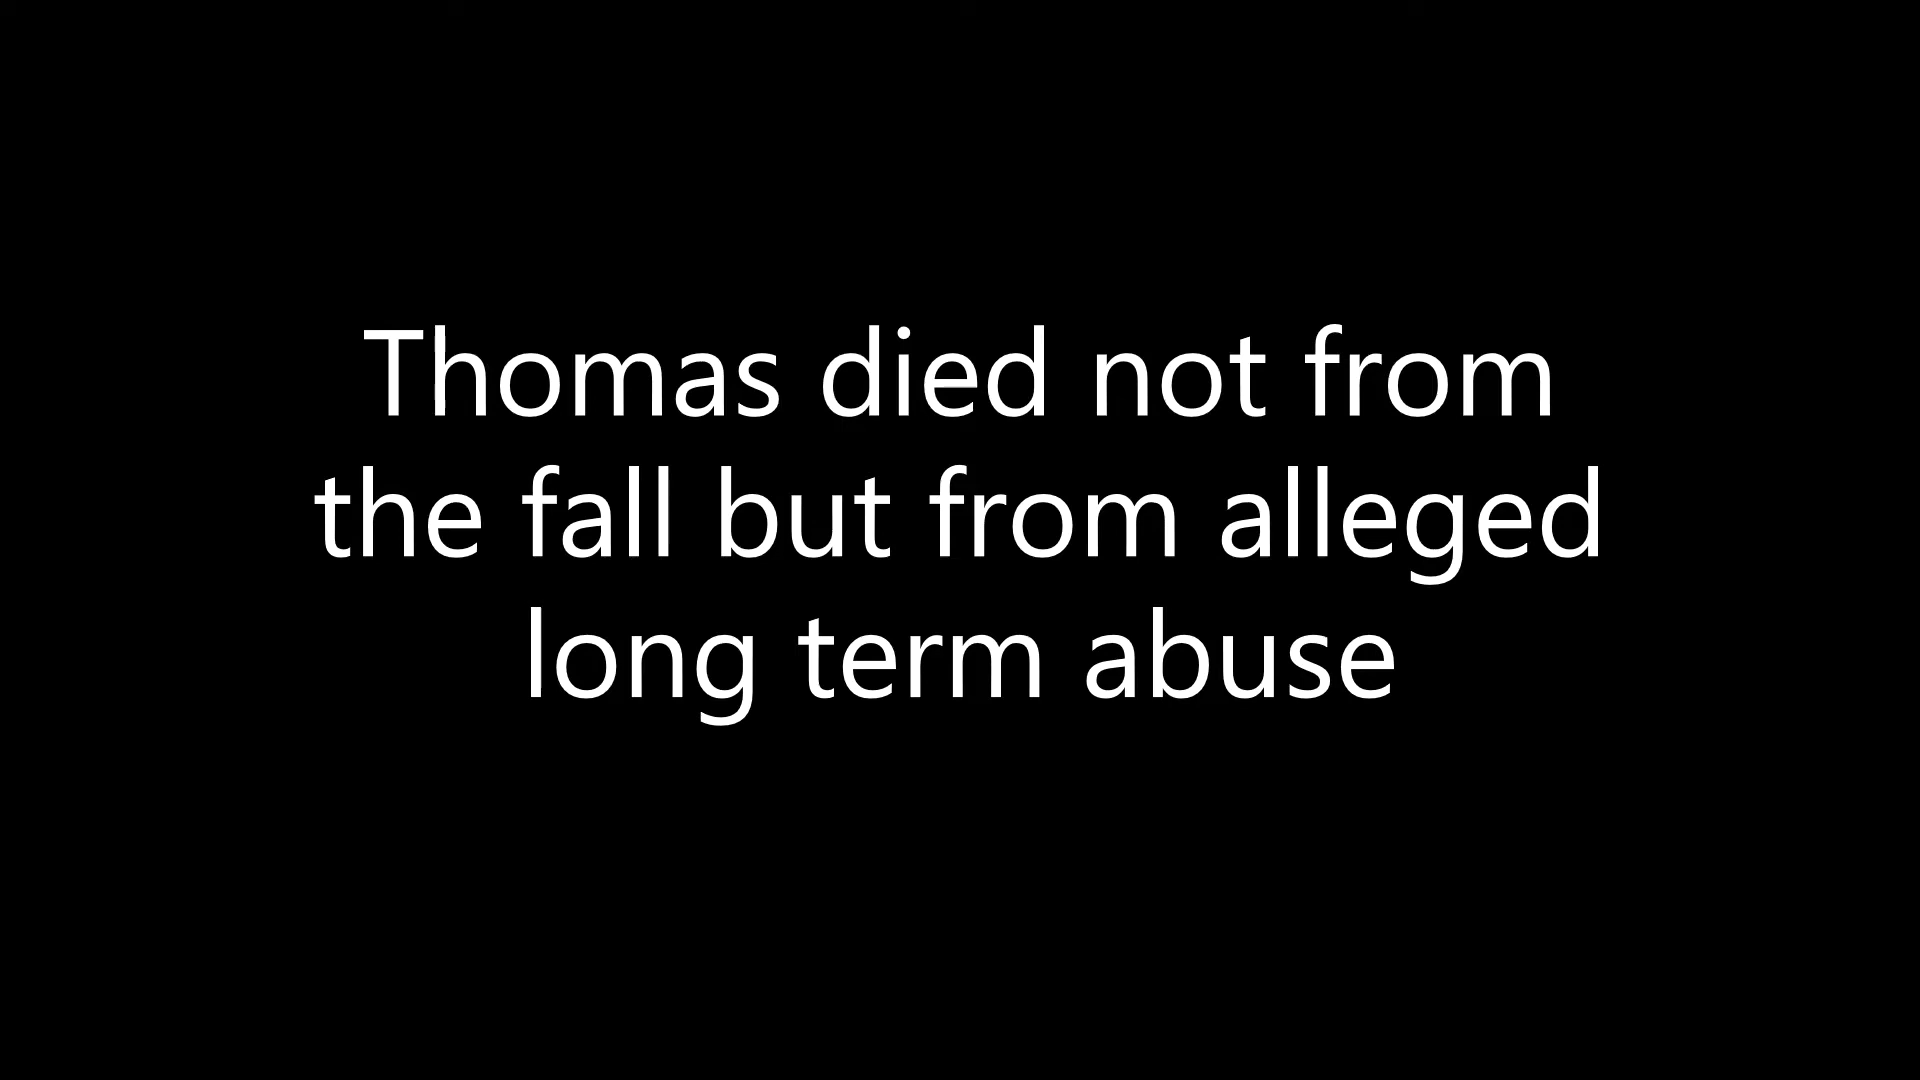 Thomas died not from
the fall but from alleged
long term abuse